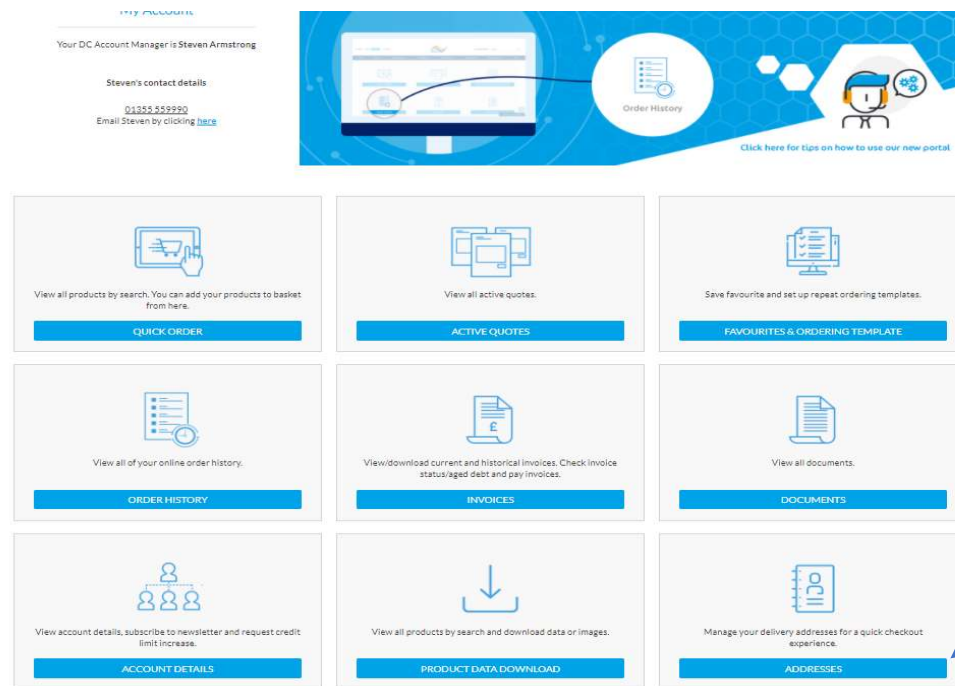 My Account
Your DC Account Manager is Steven Armstrong
Steven's contact details
01355 559990
Email Steven by clicking here
Order History
Click here for tips on how to use our new portal
View all products by search. You can add your products to basket
from here.
QUICK ORDER
View all active quotes.
ACTIVE QUOTES
Save favourite and set up repeat ordering templates.
FAVOURITES & ORDERING TEMPLATE
View all of your online order history.
ORDER HISTORY
View/download current and historical invoices. Check invoice
status/aged debt and pay invoices.
£
INVOICES
View all documents.
DOCUMENTS
View account details, subscribe to newsletter and request credit
limit increase.
ACCOUNT DETAILS
View all products by search and download data or images.
PRODUCT DATA DOWNLOAD
Manage your delivery addresses for a quick checkout
experience.
ADDRESSES